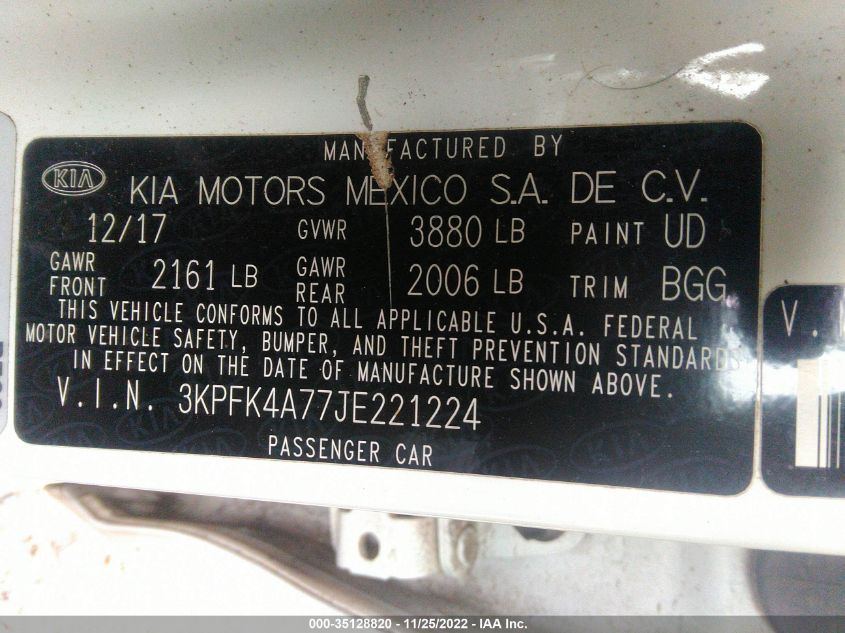 MANUFACTURED BY
KIA KIA MOTORS MEXICO S.A. DE C.V.
12/17 GVWR 3880 LB PAINT UD
GAWR FRONT 2161 LB GAWR REAR 2006 LB TRIM BGG
THIS VEHICLE CONFORMS TO ALL APPLICABLE U.S.A. FEDERAL
MOTOR VEHICLE SAFETY, BUMPER, AND THEFT PREVENTION STANDARDS
IN EFFECT ON THE DATE OF MANUFACTURE SHOWN ABOVE.
V.I.N. 3KPFK4A77JE221224
PASSENGER CAR
000-35128820 - 11/25/2022 - IAA Inc.